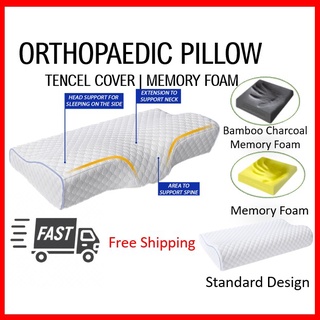 ORTHOPAEDIC PILLOW
TENCEL COVER | MEMORY FOAM
HEAD SUPPORT FOR
SLEEPING ON THE SIDE
EXTENSION TO
SUPPORT NECK
AREA TO
SUPPORT SPINE
Bamboo Charcoal
Memory Foam
Memory Foam
FAST
Free Shipping
Standard Design